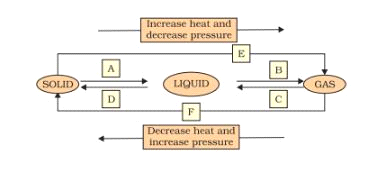 Increase heat and
decrease pressure
E
A
B
SOLID
LIQUID
GAS
D
C
F
Decrease heat and
increase pressure